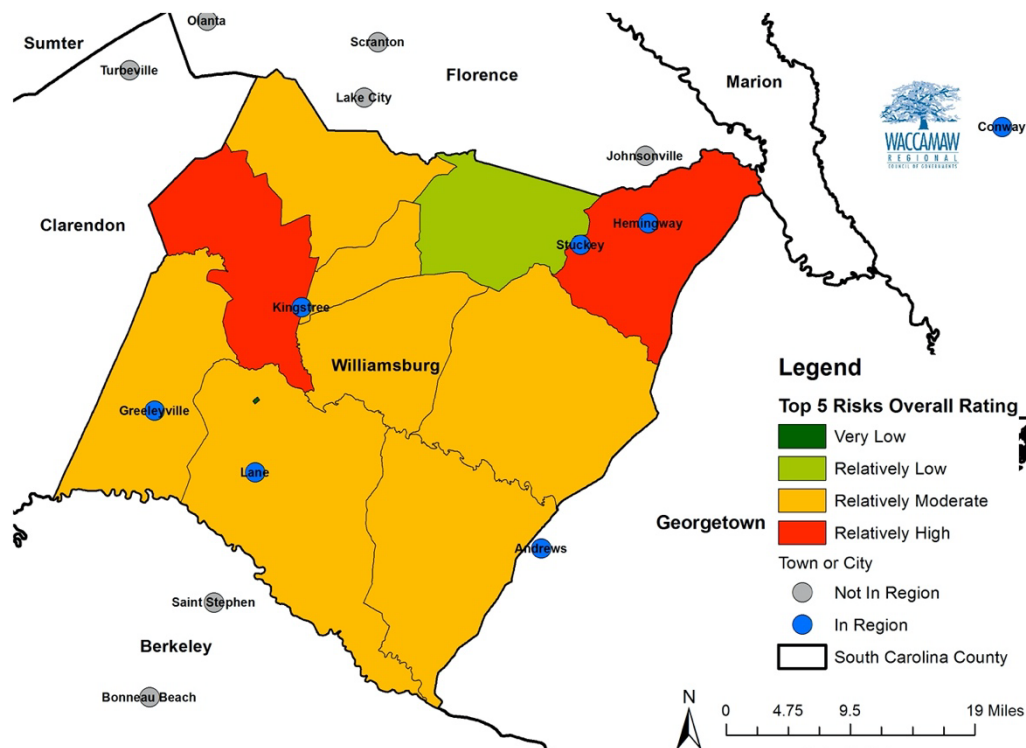 Olanta
Sumter
Scranton
Turbeville
Florence
Marion
Lake City
WACCAMAW
REGIONAL
COUNCIL OF GOVERNMENTS
Conway
Johnsonville
Clarendon
Hemingway
Stuckey
Kingstree
Williamsburg
Greeleyville
Lane
Georgetown
Andrews
Saint Stephen
Berkeley
Bonneau Beach
Legend
Top 5 Risks Overall Rating
Very Low
Relatively Low
Relatively Moderate
Relatively High
Town or City
Not In Region
In Region
South Carolina County
N
0 4.75 9.5 19 Miles